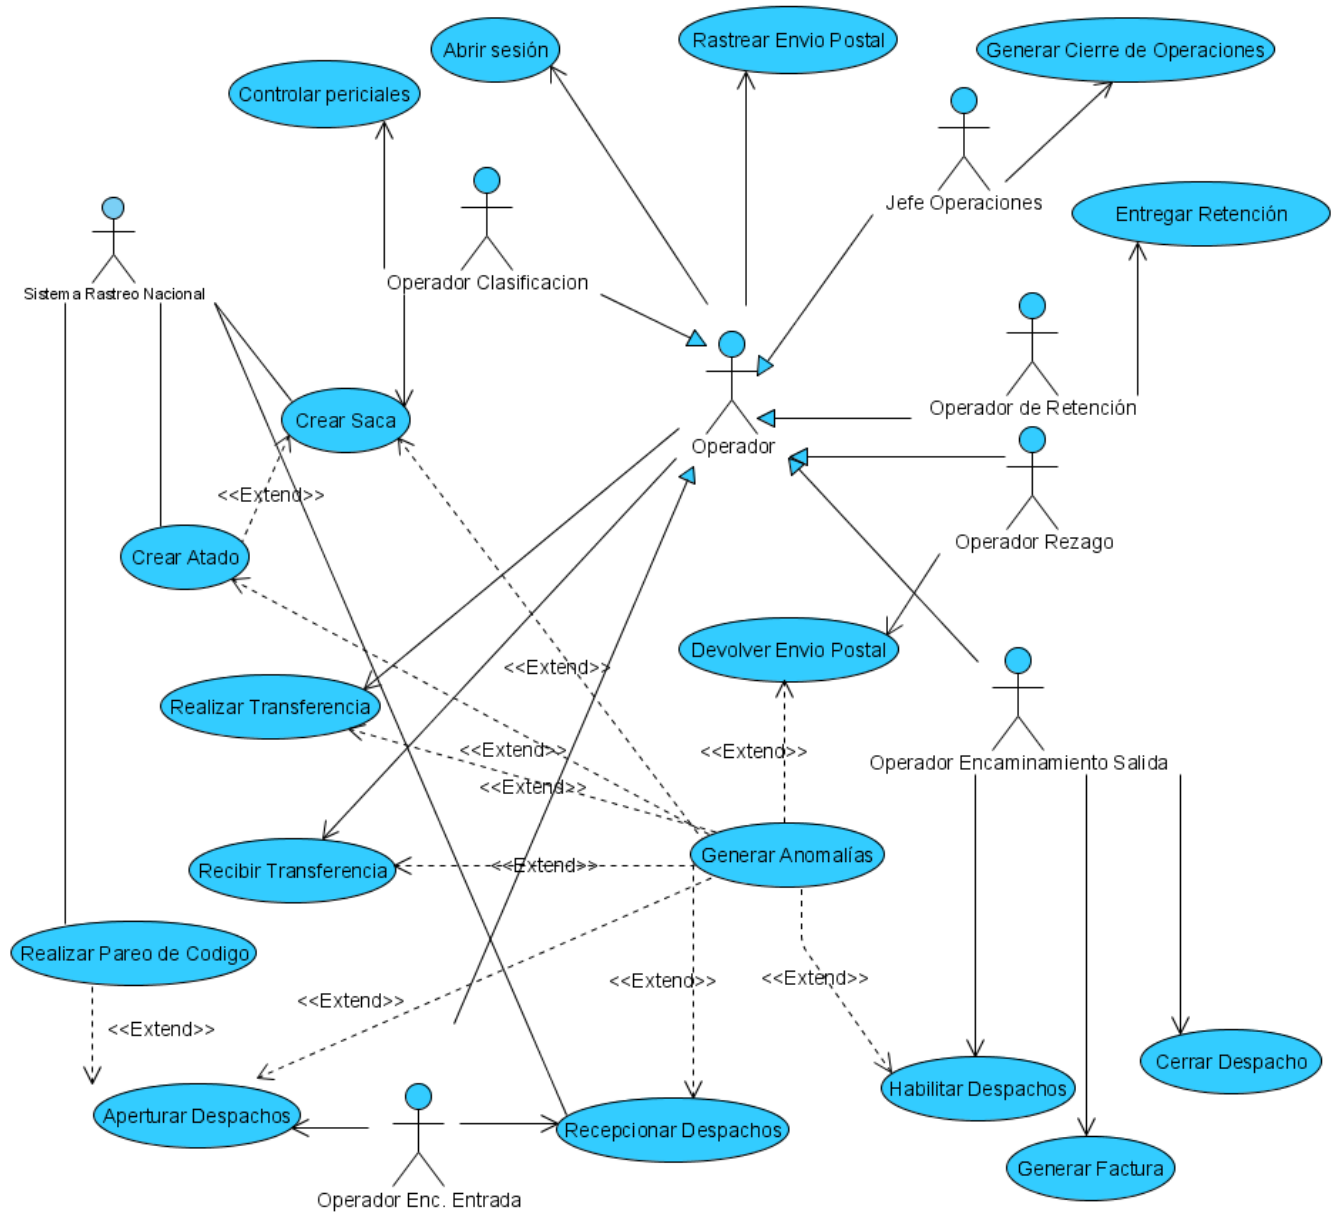 Abrir sesión
Rastrear Envio Postal
Generar Cierre de Operaciones
Controlar periciales
Jefe Operaciones
Entregar Retención
Operador Clasificacion
Sistema Rastreo Nacional
Operador de Retención
Crear Saca
Operador
<<Extend>>
Operador Rezago
Crear Atado
Devolver Envio Postal
<<Extend>>
Realizar Transferencia
<<Extend>>
<<Extend>>
Operador Encaminamiento Salida
<<Extend>>
Generar Anomalías
Recibir Transferencia
<<Extend>>
Realizar Pareo de Codigo
<<Extend>>
<<Extend>>
<<Extend>>
<<Extend>>
Cerrar Despacho
Habilitar Despachos
Aperturar Despachos
Recepcionar Despachos
Generar Factura
Operador Enc. Entrada